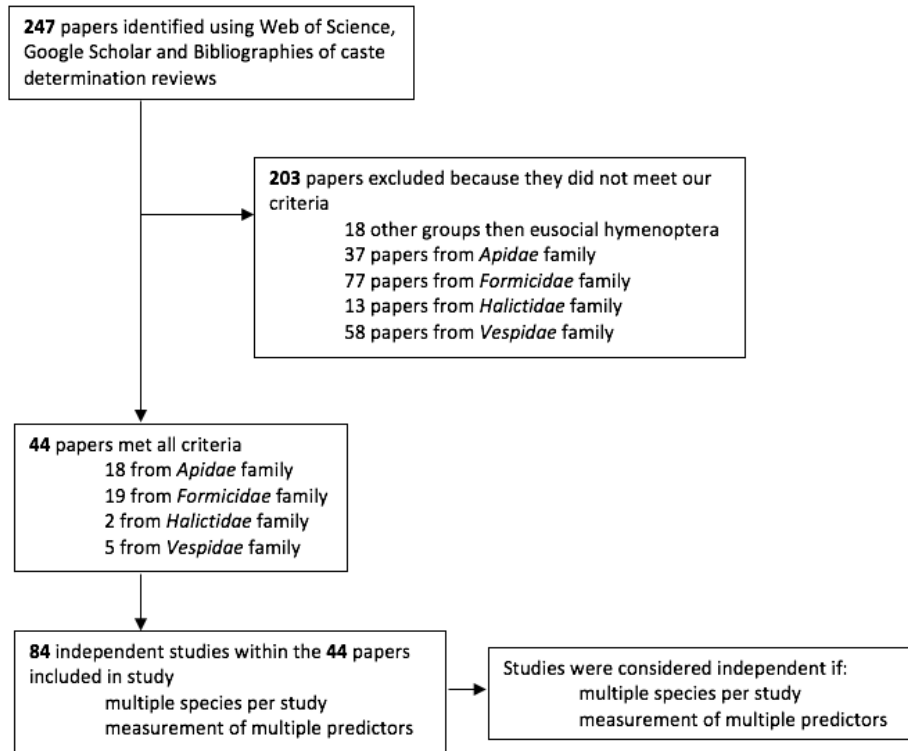 247 papers identified using Web of Science,
Google Scholar and Bibliographies of caste
determination reviews
203 papers excluded because they did not meet our
criteria
18 other groups then eusocial hymenoptera
37 papers from Apidae family
77 papers from Formicidae family
13 papers from Halictidae family
58 papers from Vespidae family
44 papers met all criteria
18 from Apidae family
19 from Formicidae family
2 from Halictidae family
5 from Vespidae family
84 independent studies within the 44 papers
included in study
multiple species per study
measurement of multiple predictors
Studies were considered independent if:
multiple species per study
measurement of multiple predictors